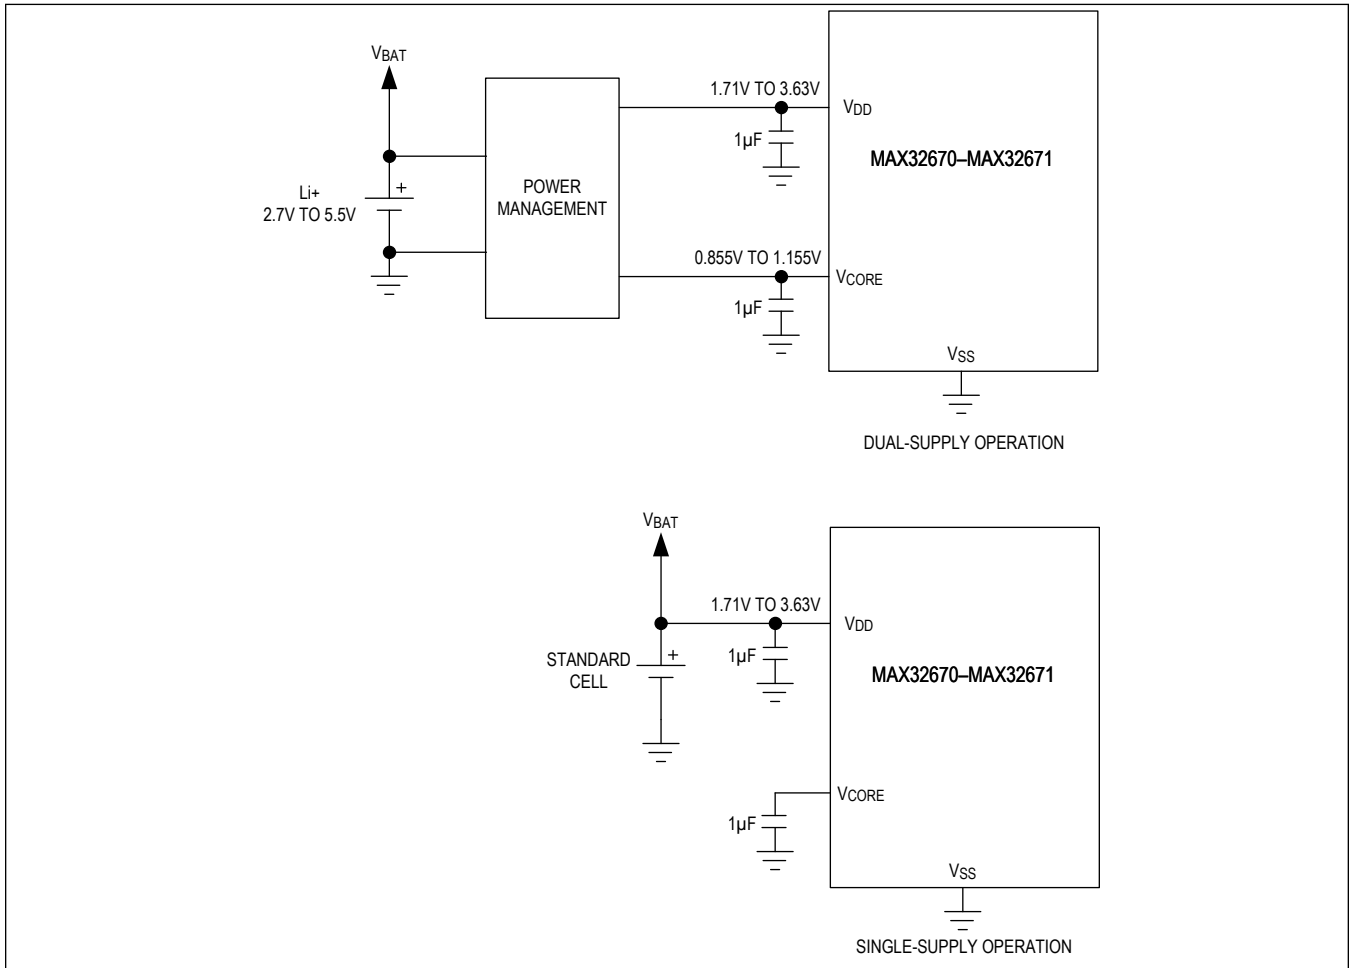 VBAT
1.71V TO 3.63V
VDD
1µF
MAX32670–MAX32671
Li+
+
2.7V TO 5.5V
POWER
MANAGEMENT
0.855V TO 1.155V
VCORE
1µF
VSS
DUAL-SUPPLY OPERATION
VBAT
1.71V TO 3.63V
VDD
STANDARD
CELL
+
1µF
MAX32670–MAX32671
VCORE
1µF
VSS
SINGLE-SUPPLY OPERATION